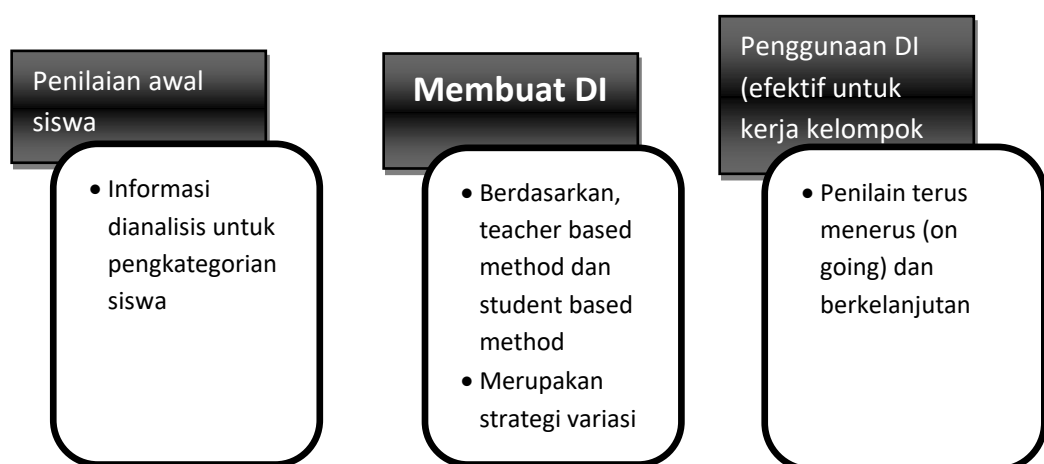 Penilaian awal
siswa
• Informasi
dianalisis untuk
pengkategorian
siswa
Membuat DI
• Berdasarkan,
teacher based
method dan
student based
method
• Merupakan
strategi variasi
Penggunaan DI
(efektif untuk
kerja kelompok
• Penilain terus
menerus (on
going) dan
berkelanjutan